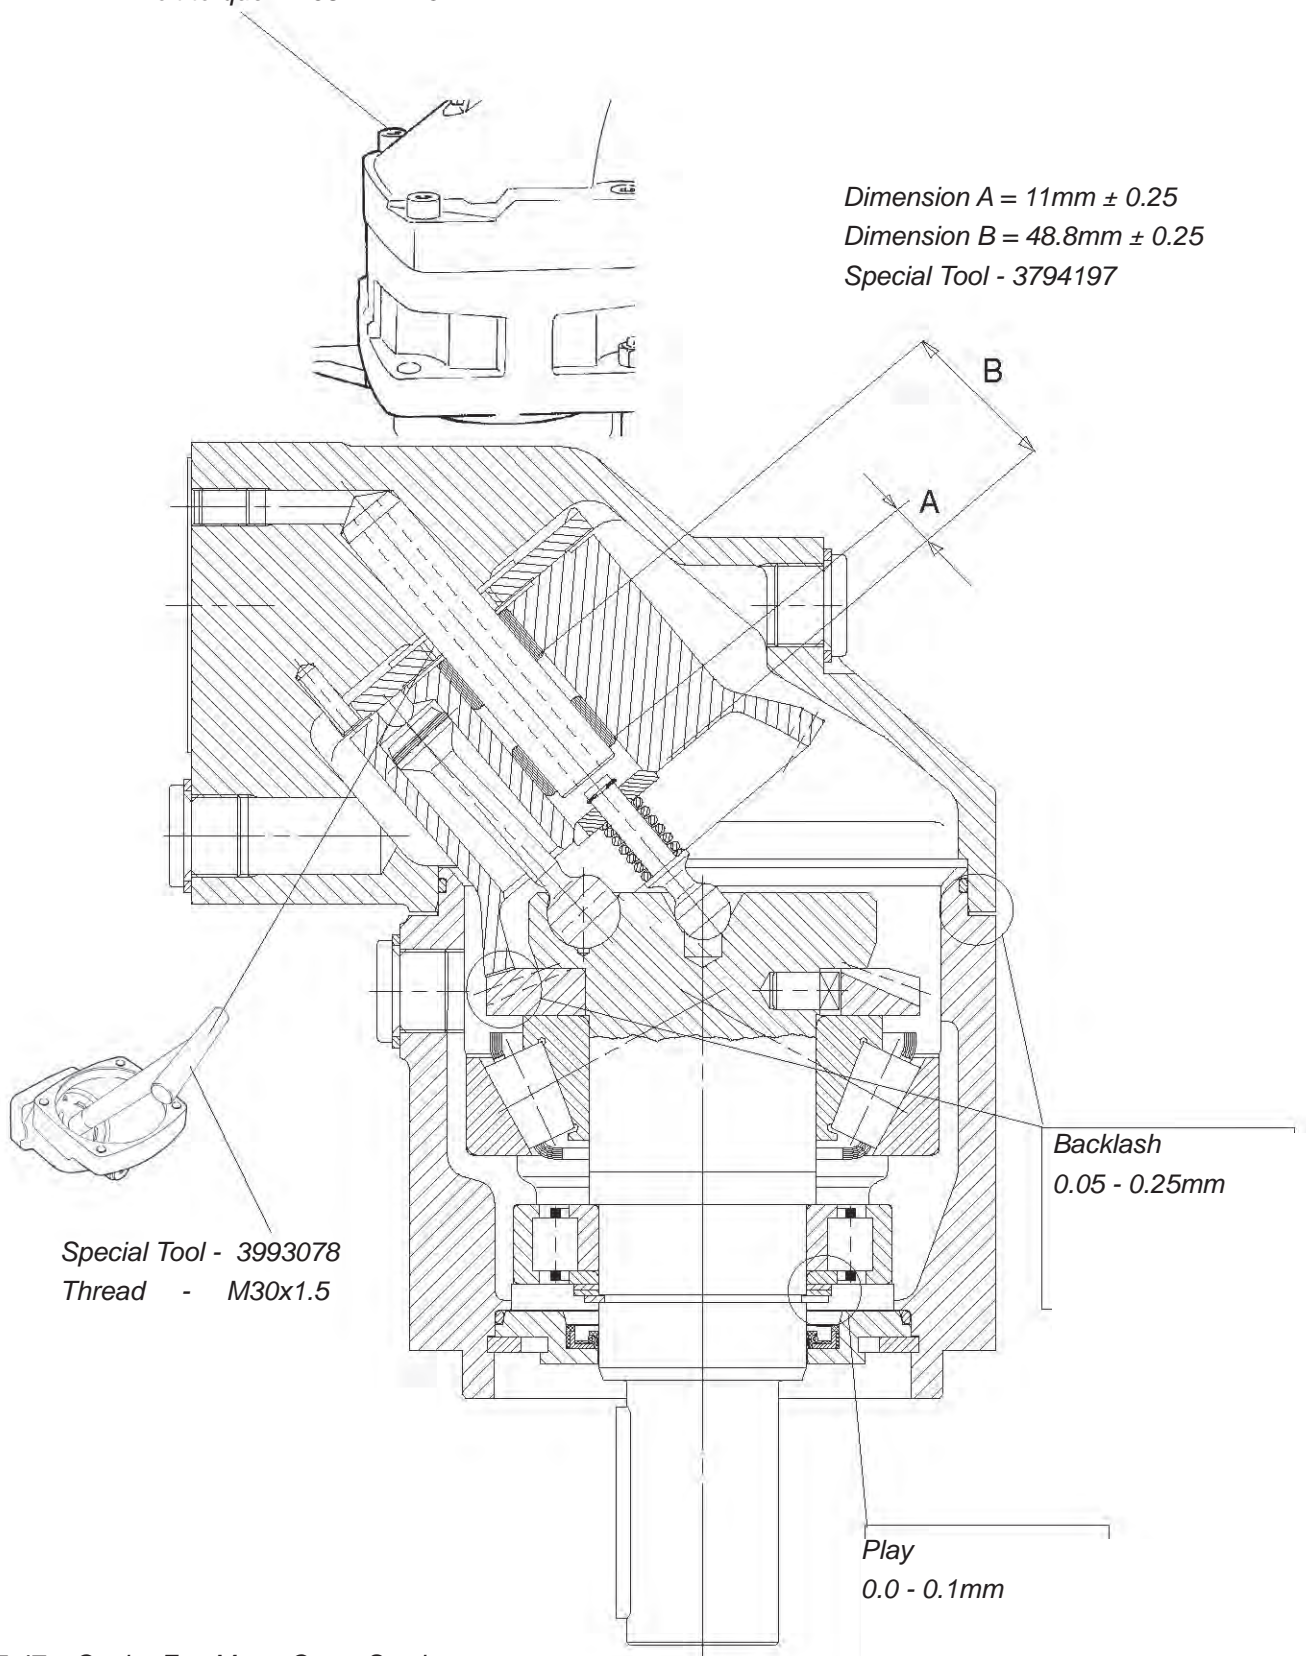 Dimension A = 11mm ± 0.25
Dimension B = 48.8mm ± 0.25
Special Tool - 3794197
B
A
Backlash
0.05 - 0.25mm
Special Tool - 3993078
Thread - M30x1.5
Play
0.0 - 0.1mm